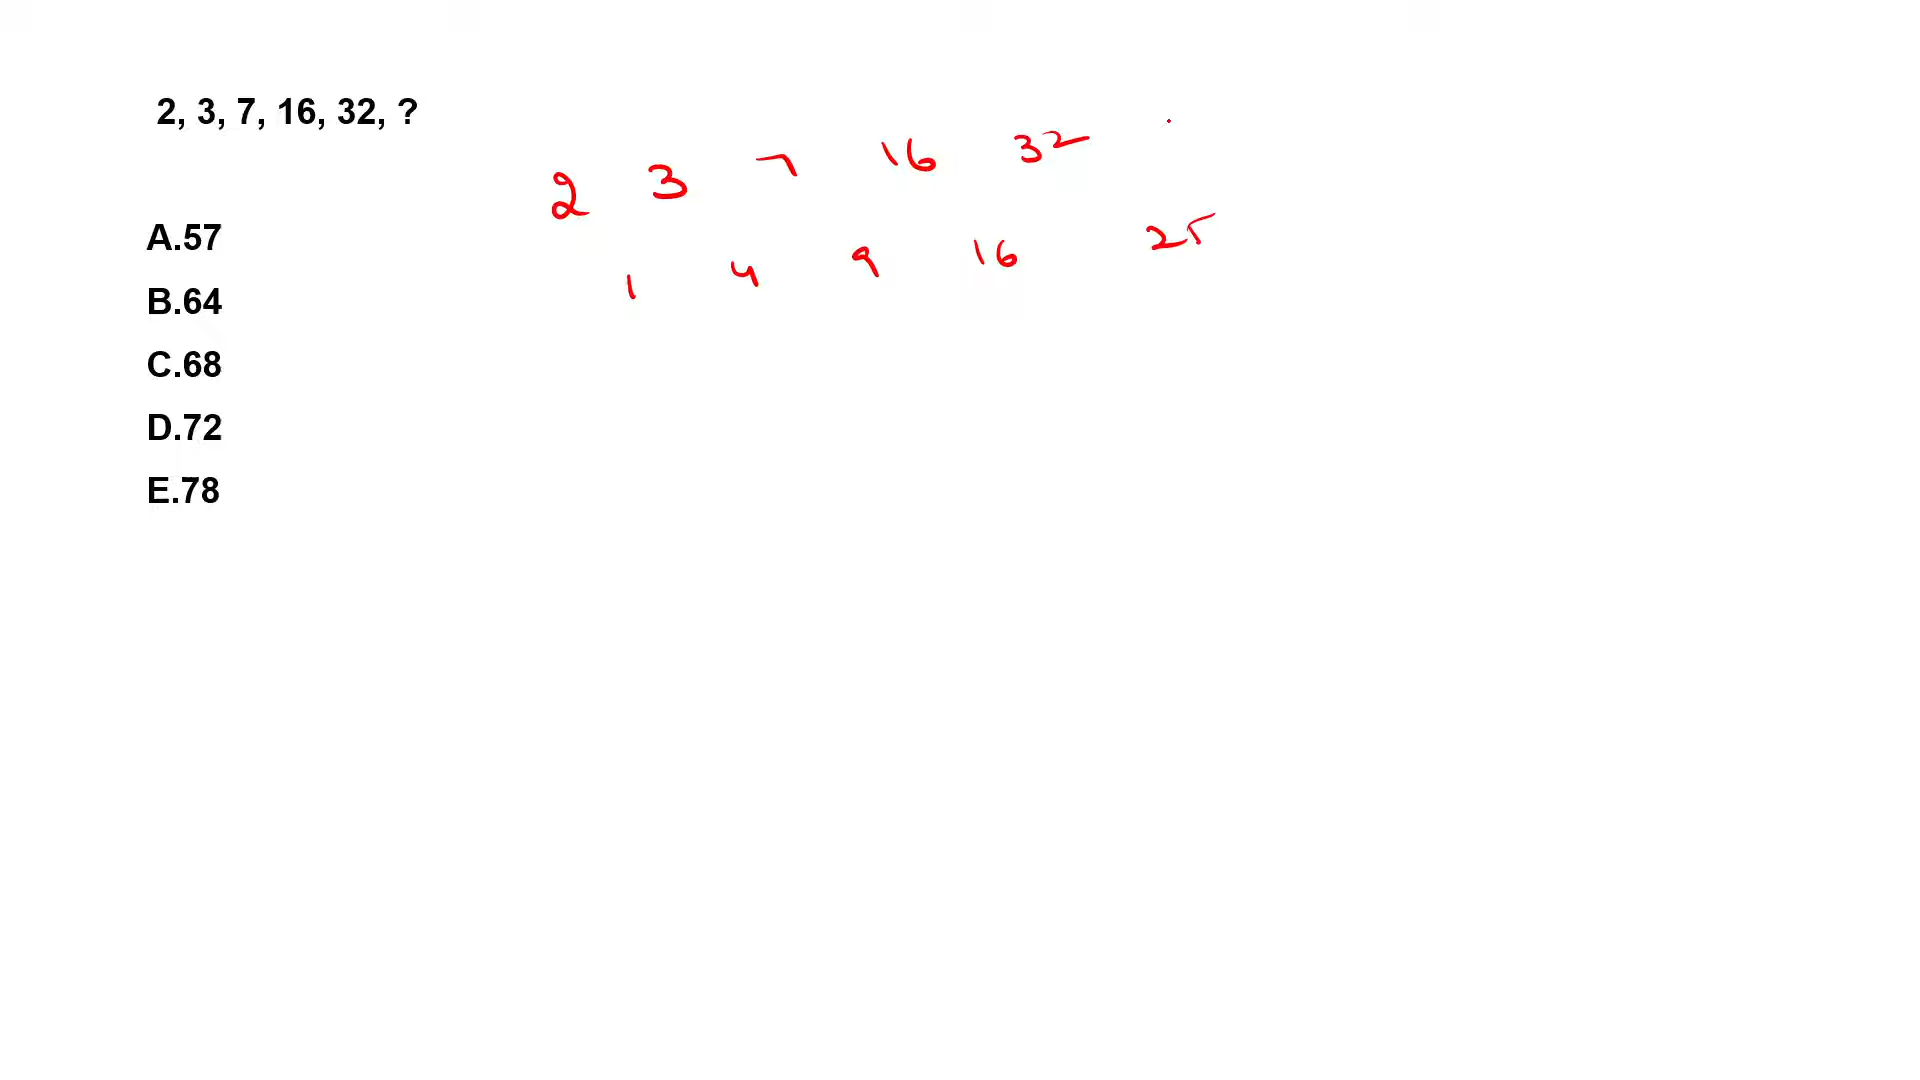 2, 3, 7, 16, 32, ?
2 3 7 16 32
1 4 9 16 25
A.57
B.64
C.68
D.72
E.78